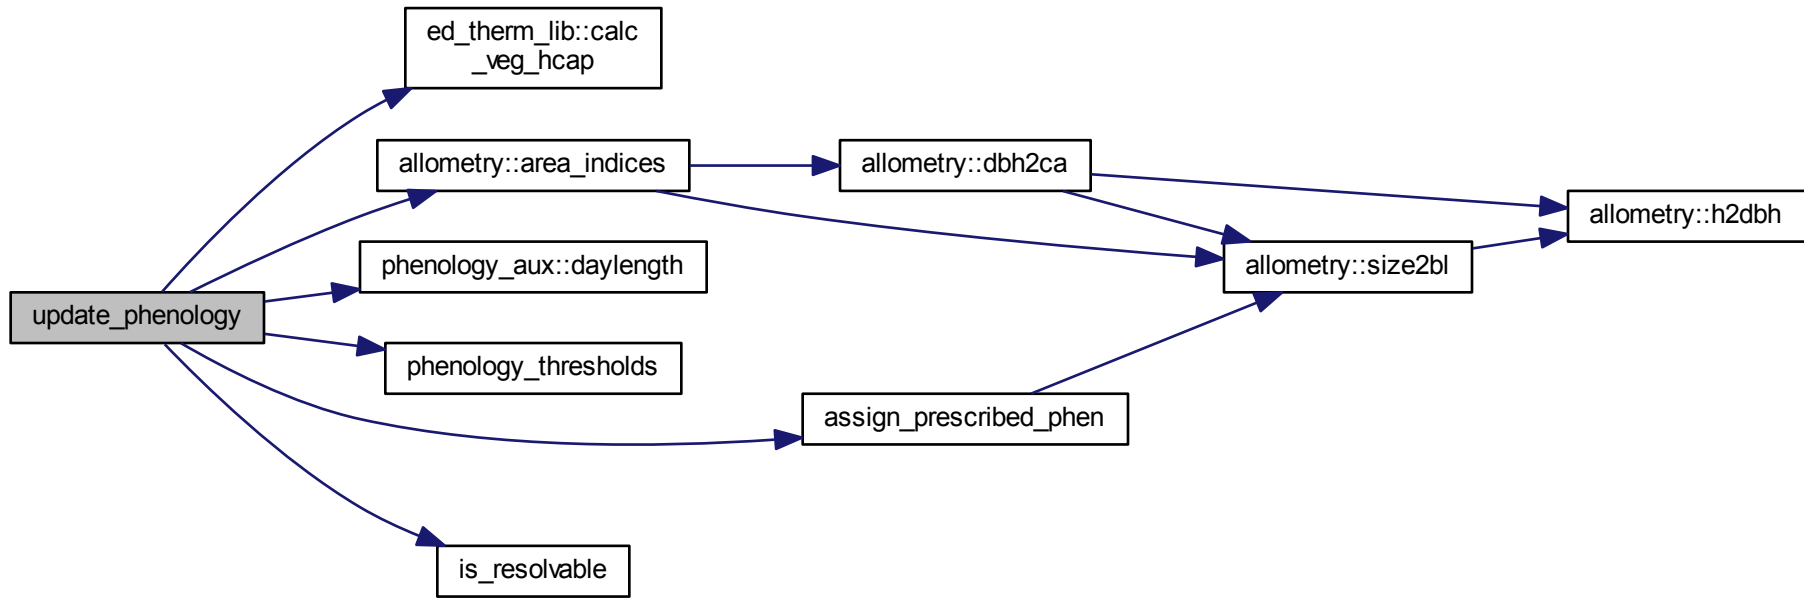 ed_therm_lib::calc
_veg_hcap
allometry::area_indices
allometry::dbh2ca
allometry::h2dbh
phenology_aux::daylength
allometry::size2bl
update_phenology
phenology_thresholds
assign_prescribed_phen
is_resolvable